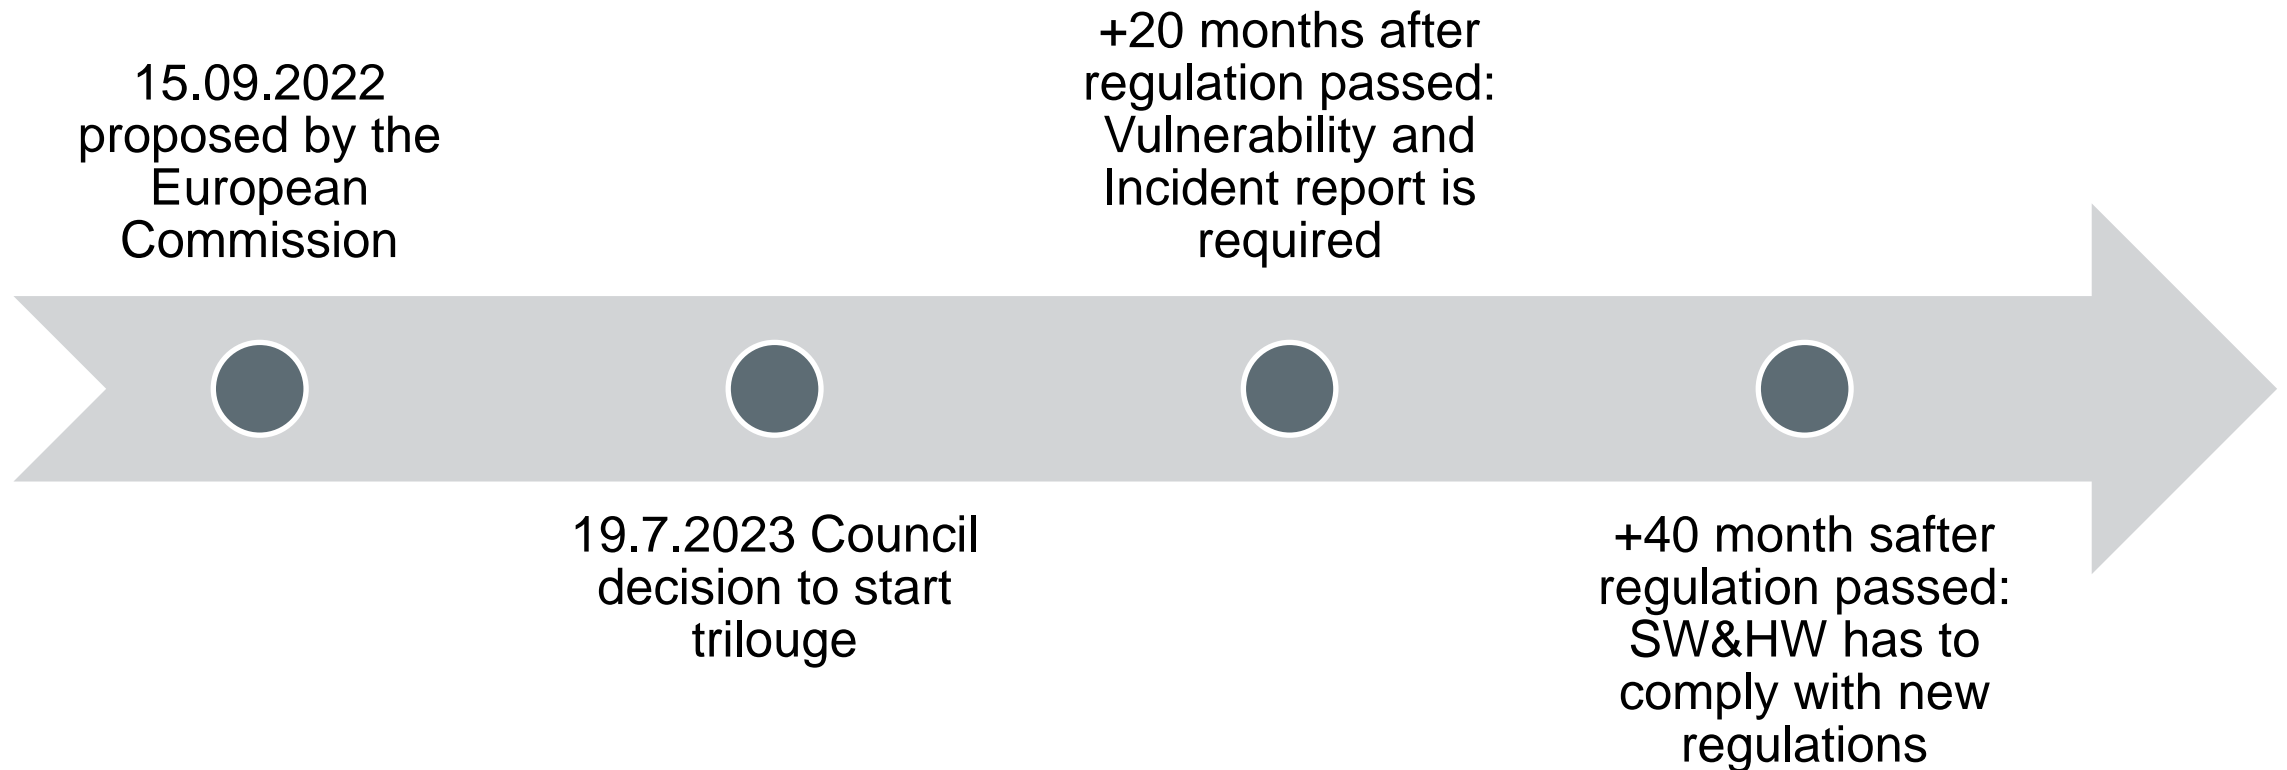 15.09.2022
proposed by the
European
Commission
19.7.2023 Council
decision to start
trilouge
+20 months after
regulation passed:
Vulnerability and
Incident report is
required
+40 month safter
regulation passed:
SW&HW has to
comply with new
regulations